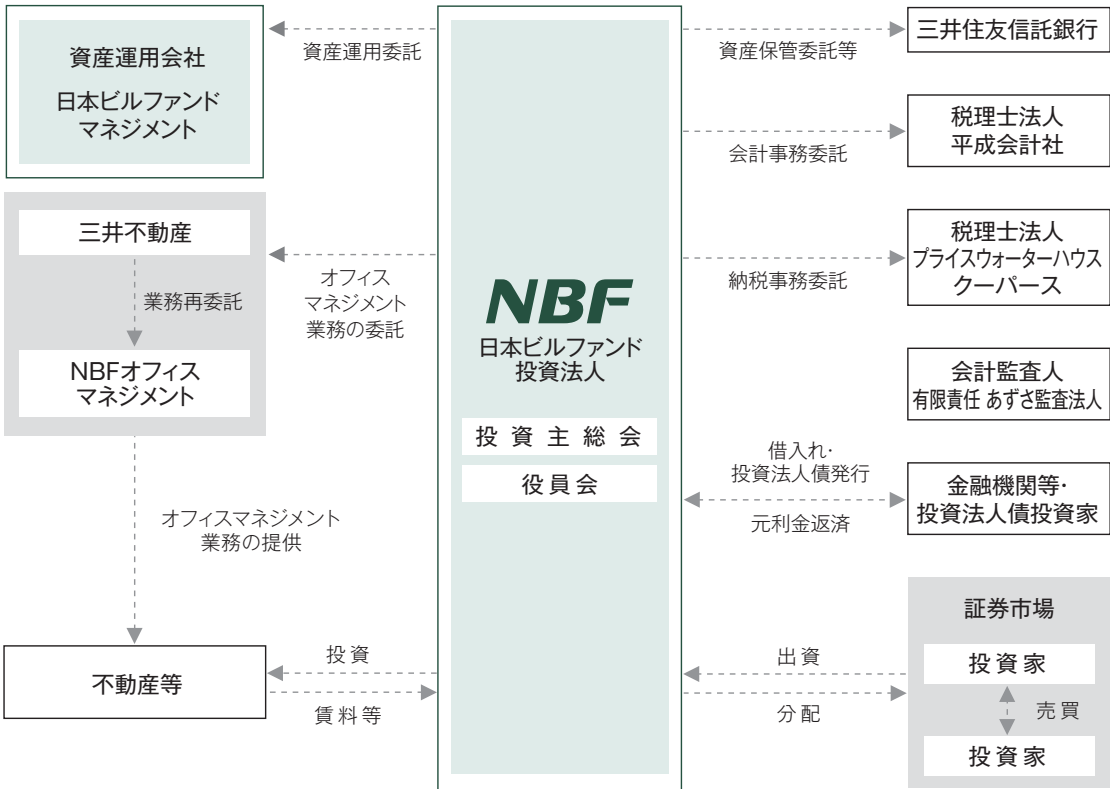 資産運用会社
日本ビルファンド
マネジメント
資産運用委託
三井不動産
業務再委託
NBFオフィス
マネジメント
オフィス
マネジメント
業務の委託
オフィスマネジメント
業務の提供
不動産等
投資
賃料等
NBF
日本ビルファンド
投資法人
投資主総会
役員会
資産保管委託等
三井住友信託銀行
会計事務委託
税理士法人
平成会計社
納税事務委託
税理士法人
プライスウォーターハウス
クーパース
会計監査人
有限責任 あずさ監査法人
借入れ・
投資法人債発行
元利金返済
金融機関等・
投資法人債投資家
出資
分配
証券市場
投資家
売買
投資家